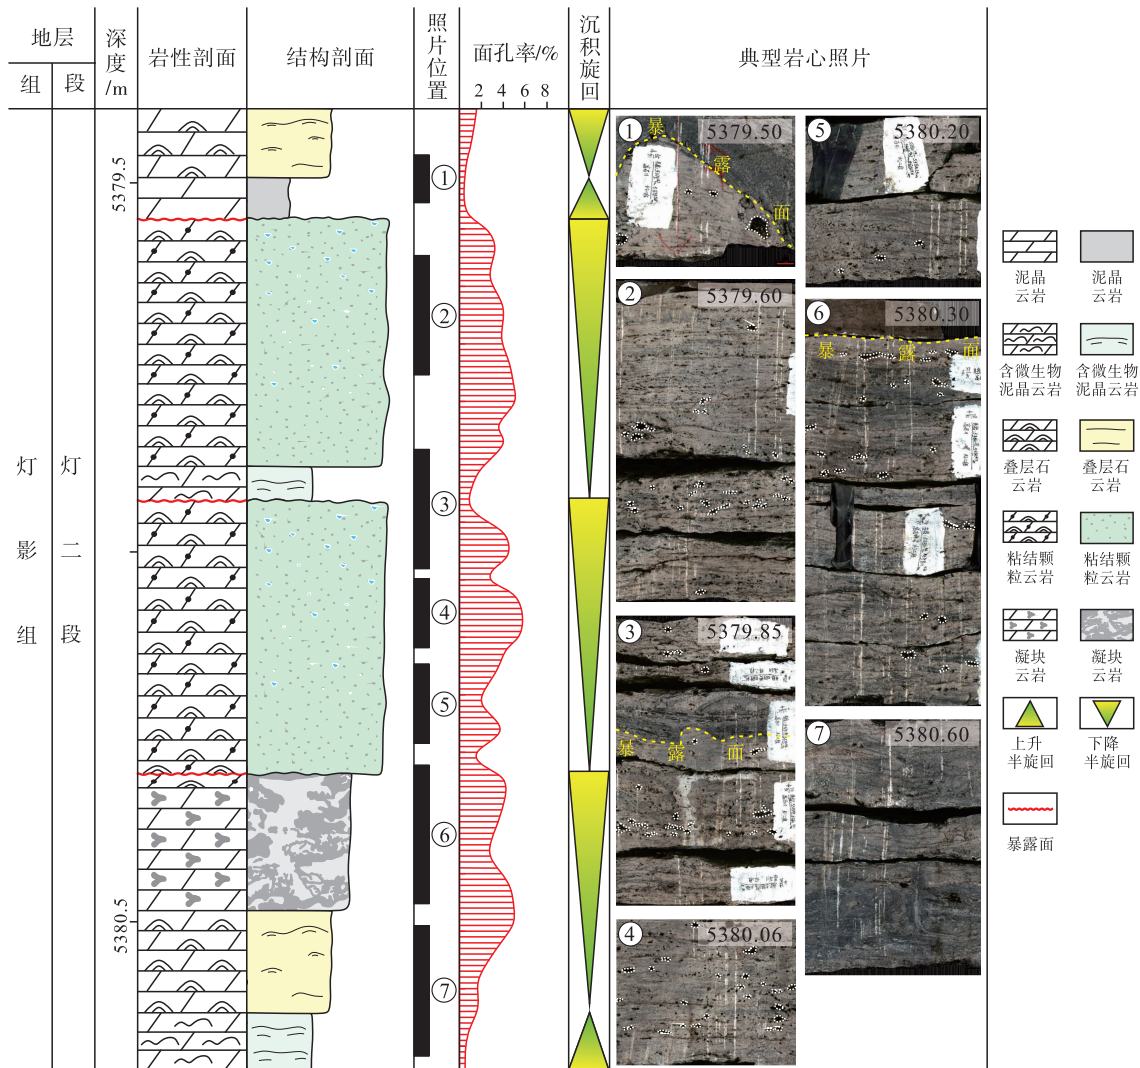 地层
组
段
深度/m
岩性剖面
结构剖面
照片位置
面孔率/%
2 4 6 8
沉积旋回
典型岩心照片
5379.5
5380.5
灯影组
灯二段
①
②
③
④
⑤
⑥
⑦
① 5379.50
暴露面
② 5379.60
③ 5379.85
暴露面
④ 5380.06
⑤ 5380.20
⑥ 5380.30
暴露面
⑦ 5380.60
泥晶
云岩
泥晶
云岩
含微生物
泥晶云岩
含微生物
泥晶云岩
叠层石
云岩
叠层石
云岩
粘结颗
粒云岩
粘结颗
粒云岩
凝块
云岩
凝块
云岩
上升
半旋回
下降
半旋回
暴露面